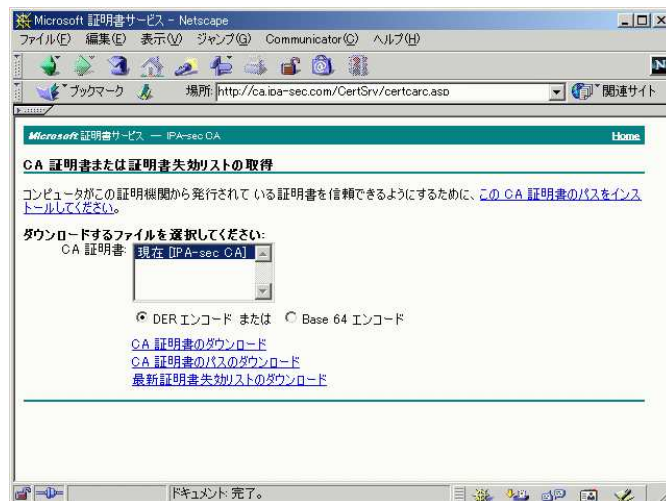 Microsoft 証明書サービス - Netscape
ファイル(F) 編集(E) 表示(V) ジャンプ(G) Communicator(C) ヘルプ(H)
ブックマーク 場所: http://ca.ipa-sec.com/CertSrv/certcarc.asp 関連サイト
Microsoft 証明書サービス — IPA-sec CA Home
CA 証明書または証明書失効リストの取得
コンピュータがこの証明機関から発行されて いる証明書を信頼できるようにするために、この CA 証明書のパスをインス
トールしてください。
ダウンロードするファイルを選択してください:
CA 証明書: 現在 [IPA-sec CA]
DER エンコード または Base 64 エンコード
CA 証明書のダウンロード
CA 証明書のパスのダウンロード
最新証明書失効リストのダウンロード
ドキュメント: 完了。